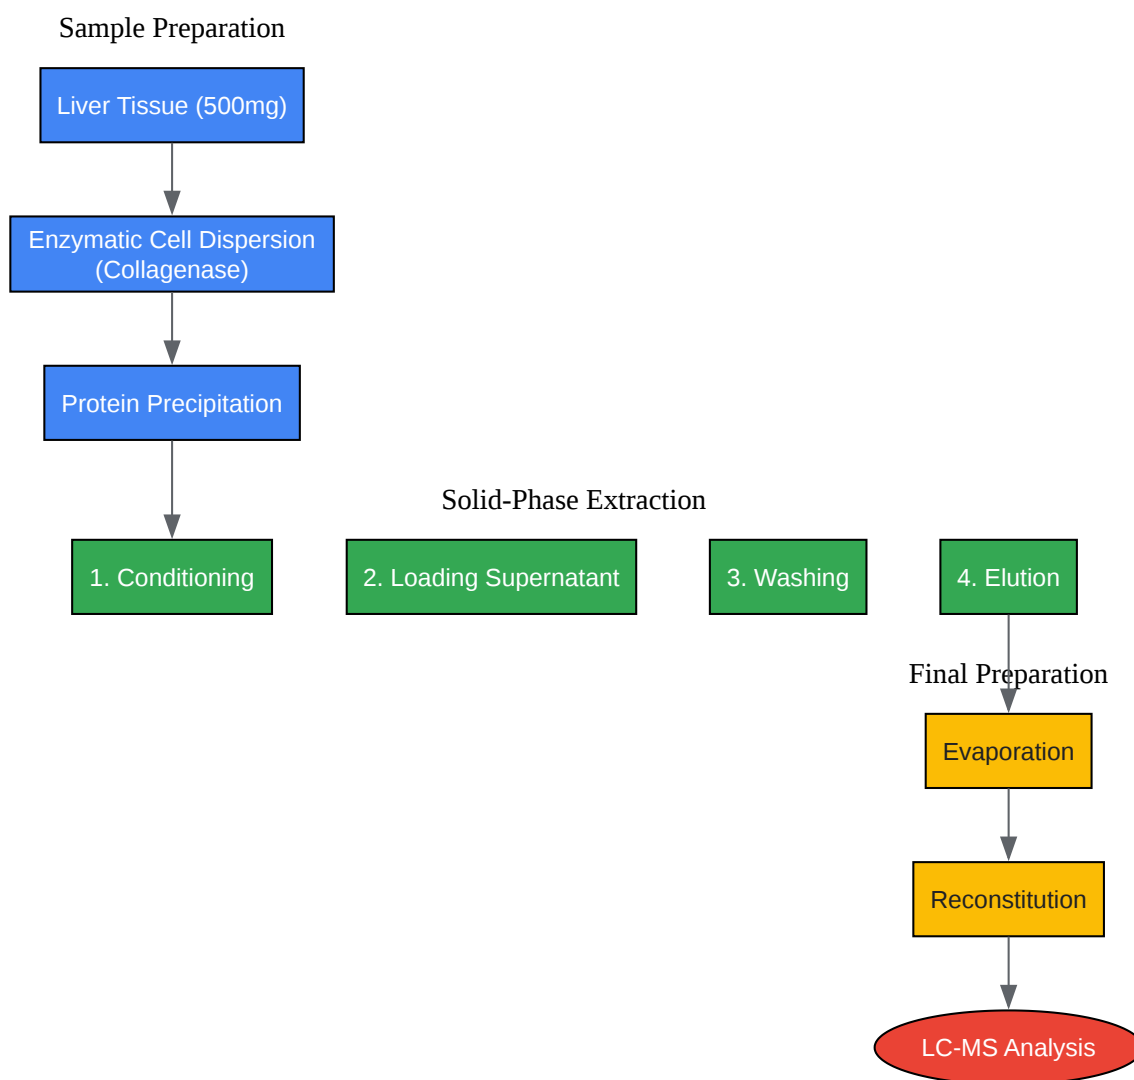 Sample Preparation
Liver Tissue (500mg)
Enzymatic Cell Dispersion
(Collagenase)
Protein Precipitation
Solid-Phase Extraction
1. Conditioning
2. Loading Supernatant
3. Washing
4. Elution
Final Preparation
Evaporation
Reconstitution
LC-MS Analysis